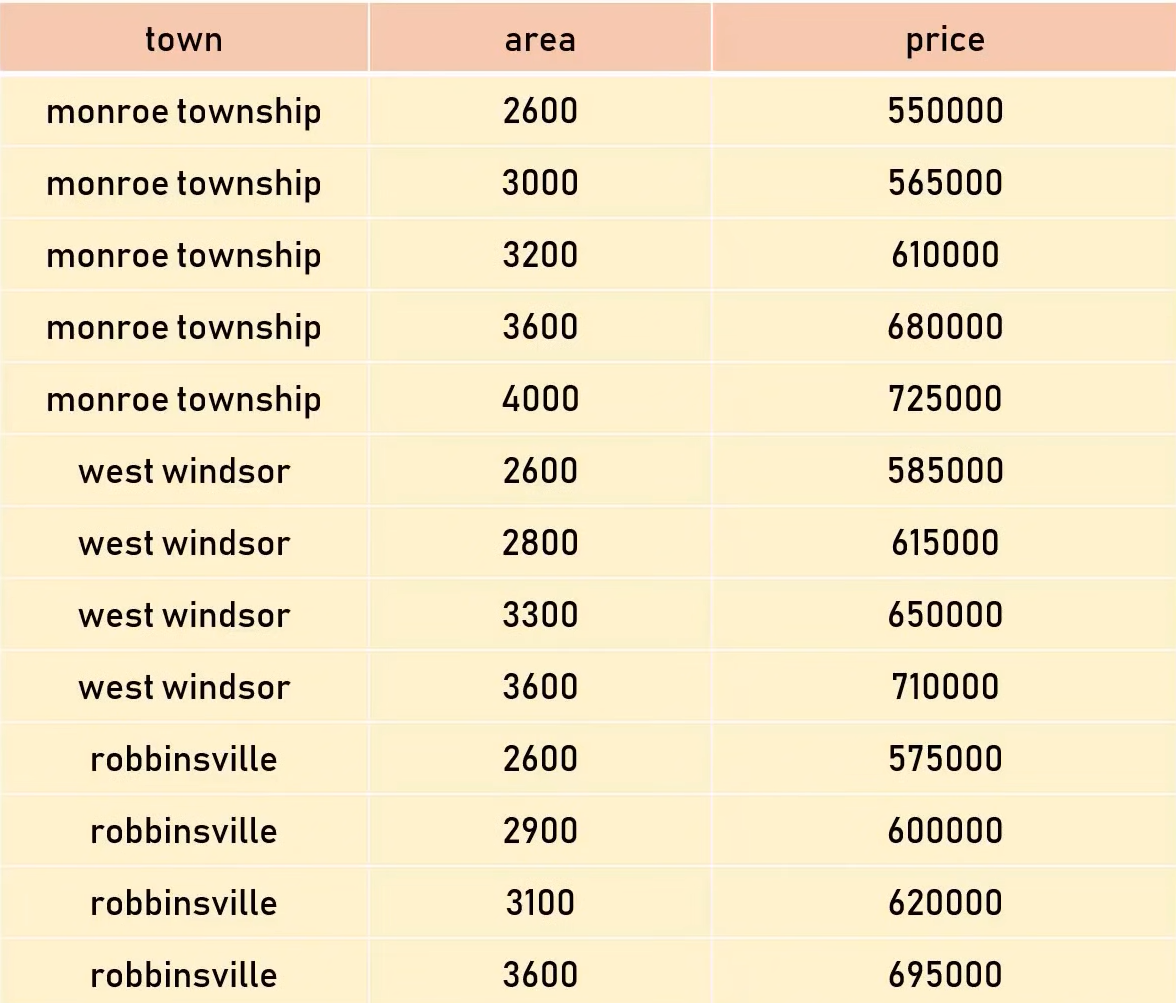 town area price
monroe township 2600 550000
monroe township 3000 565000
monroe township 3200 610000
monroe township 3600 680000
monroe township 4000 725000
west windsor 2600 585000
west windsor 2800 615000
west windsor 3300 650000
west windsor 3600 710000
robbinsville 2600 575000
robbinsville 2900 600000
robbinsville 3100 620000
robbinsville 3600 695000